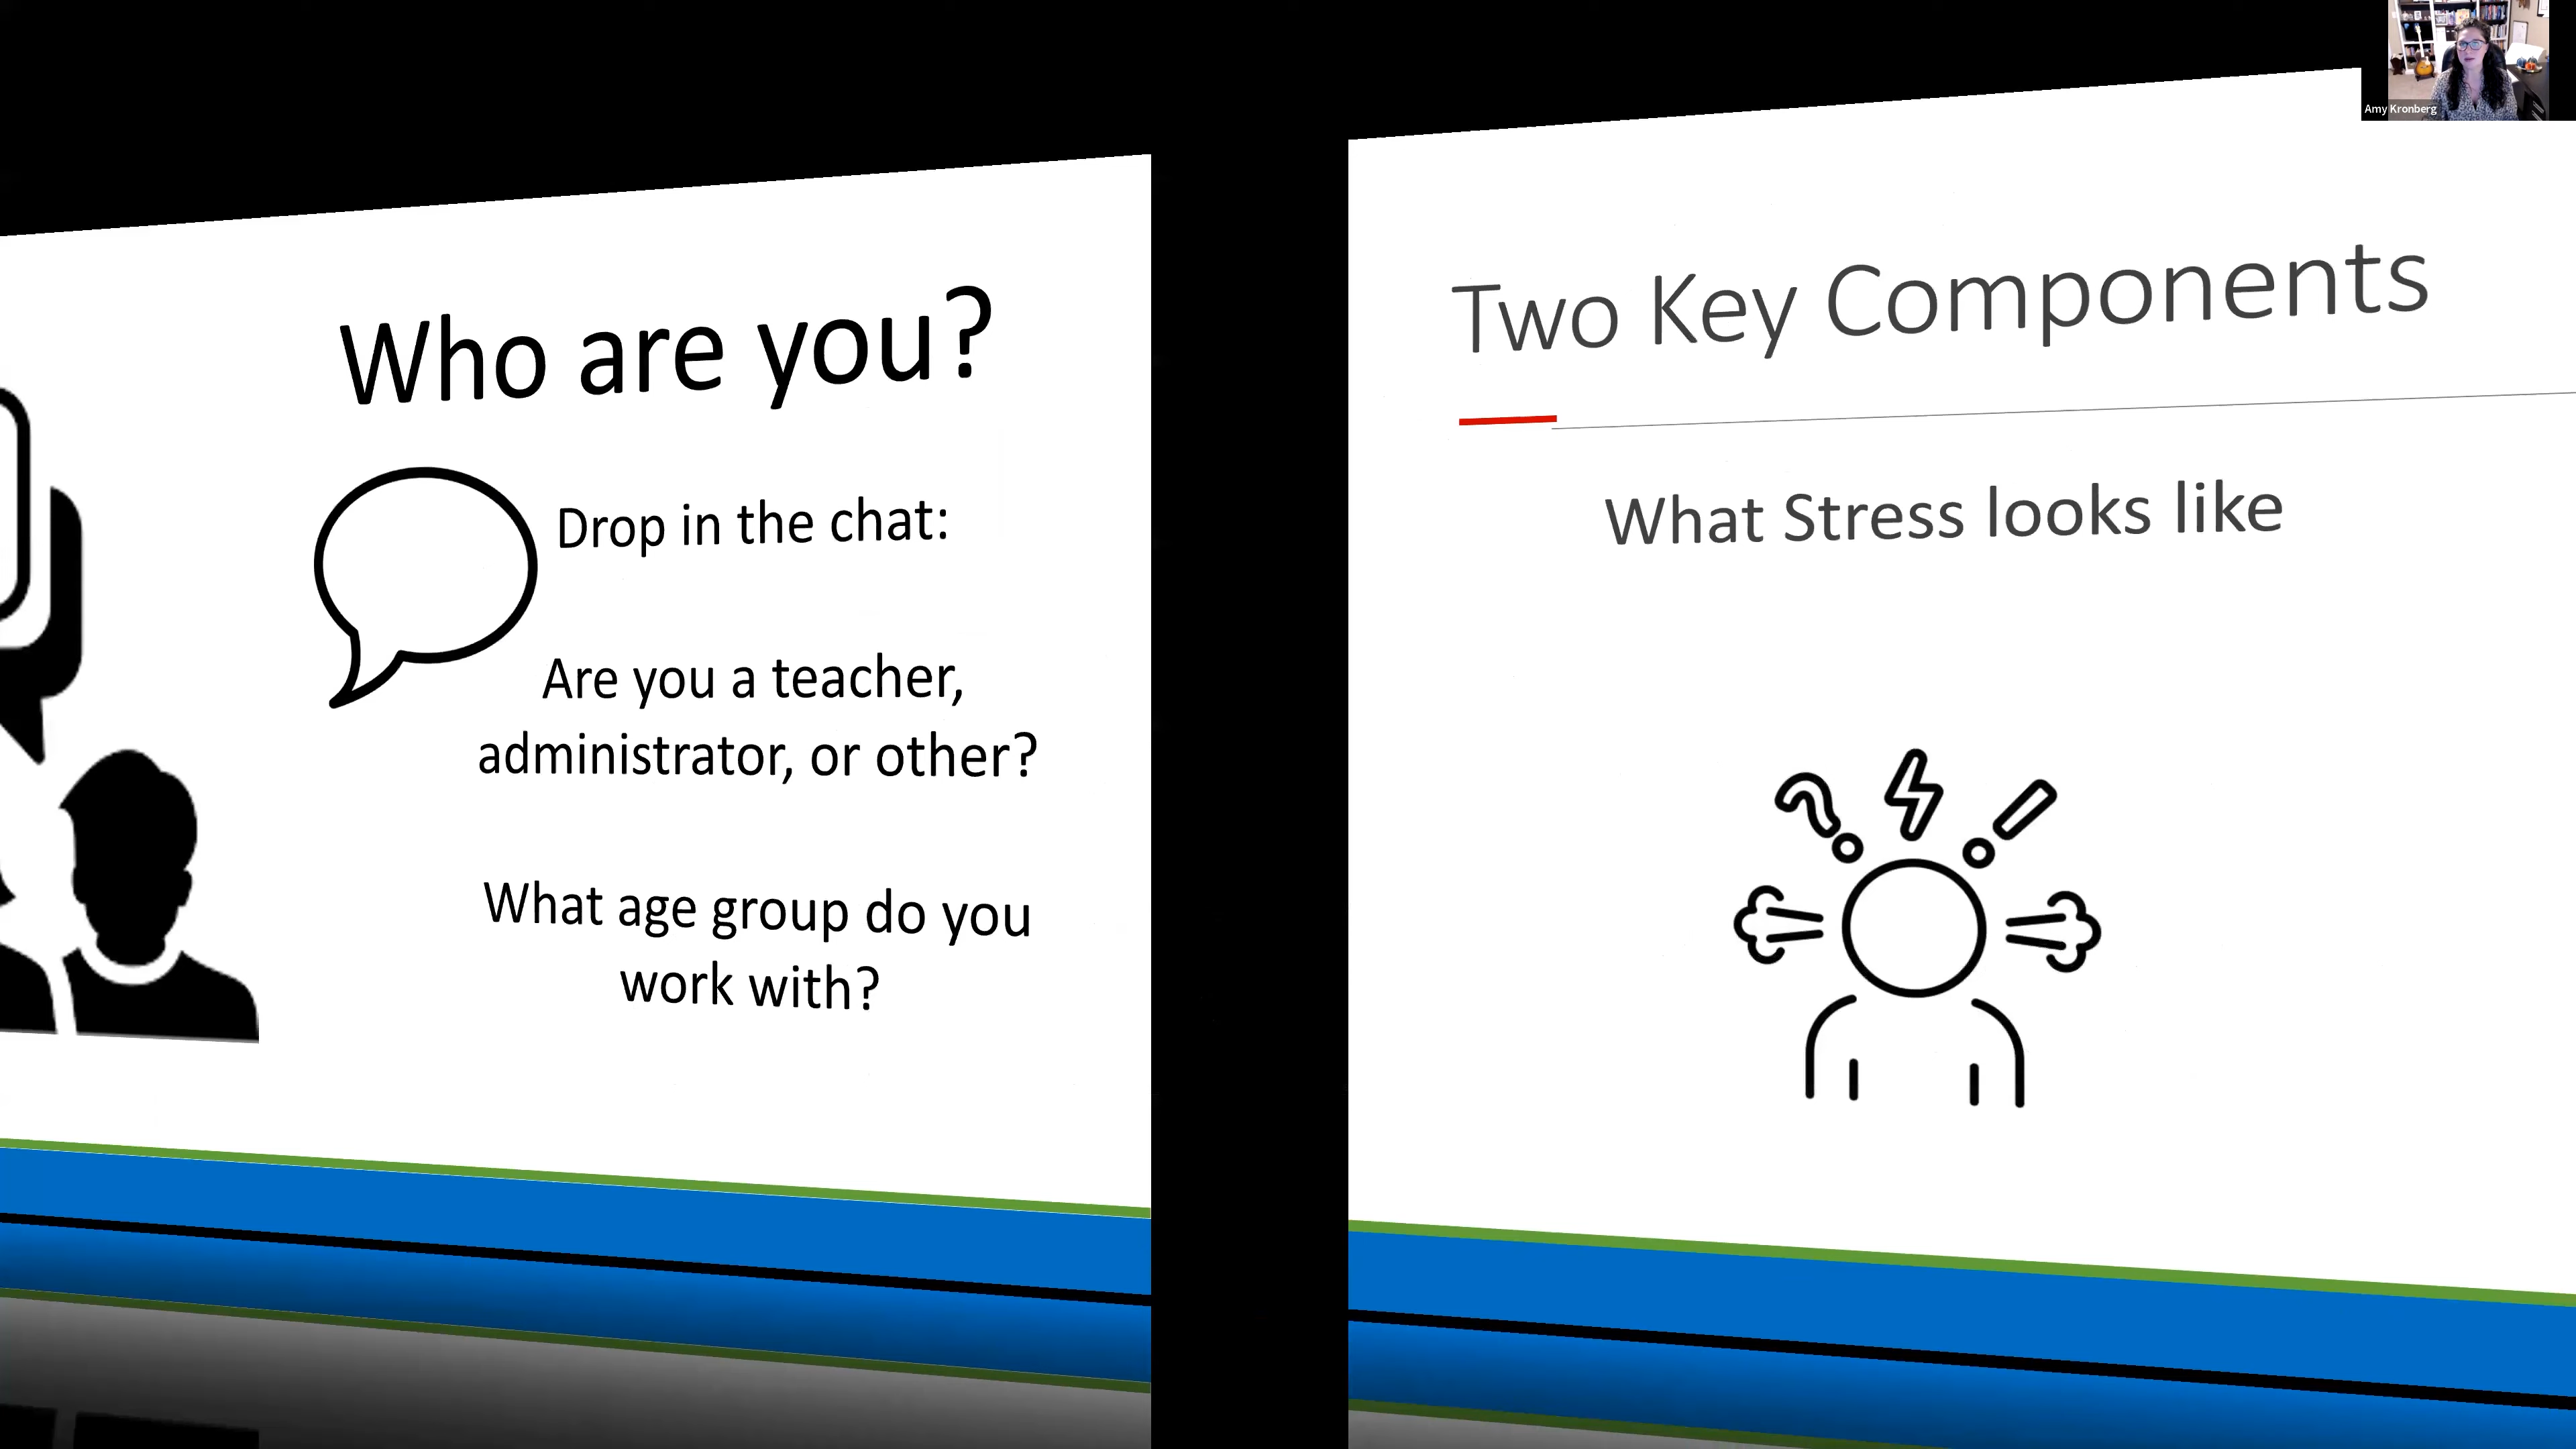 Who are you?
Drop in the chat:
Are you a teacher,
administrator, or other?
What age group do you
work with?
Two Key Components
What Stress looks like
Amy Kronberg